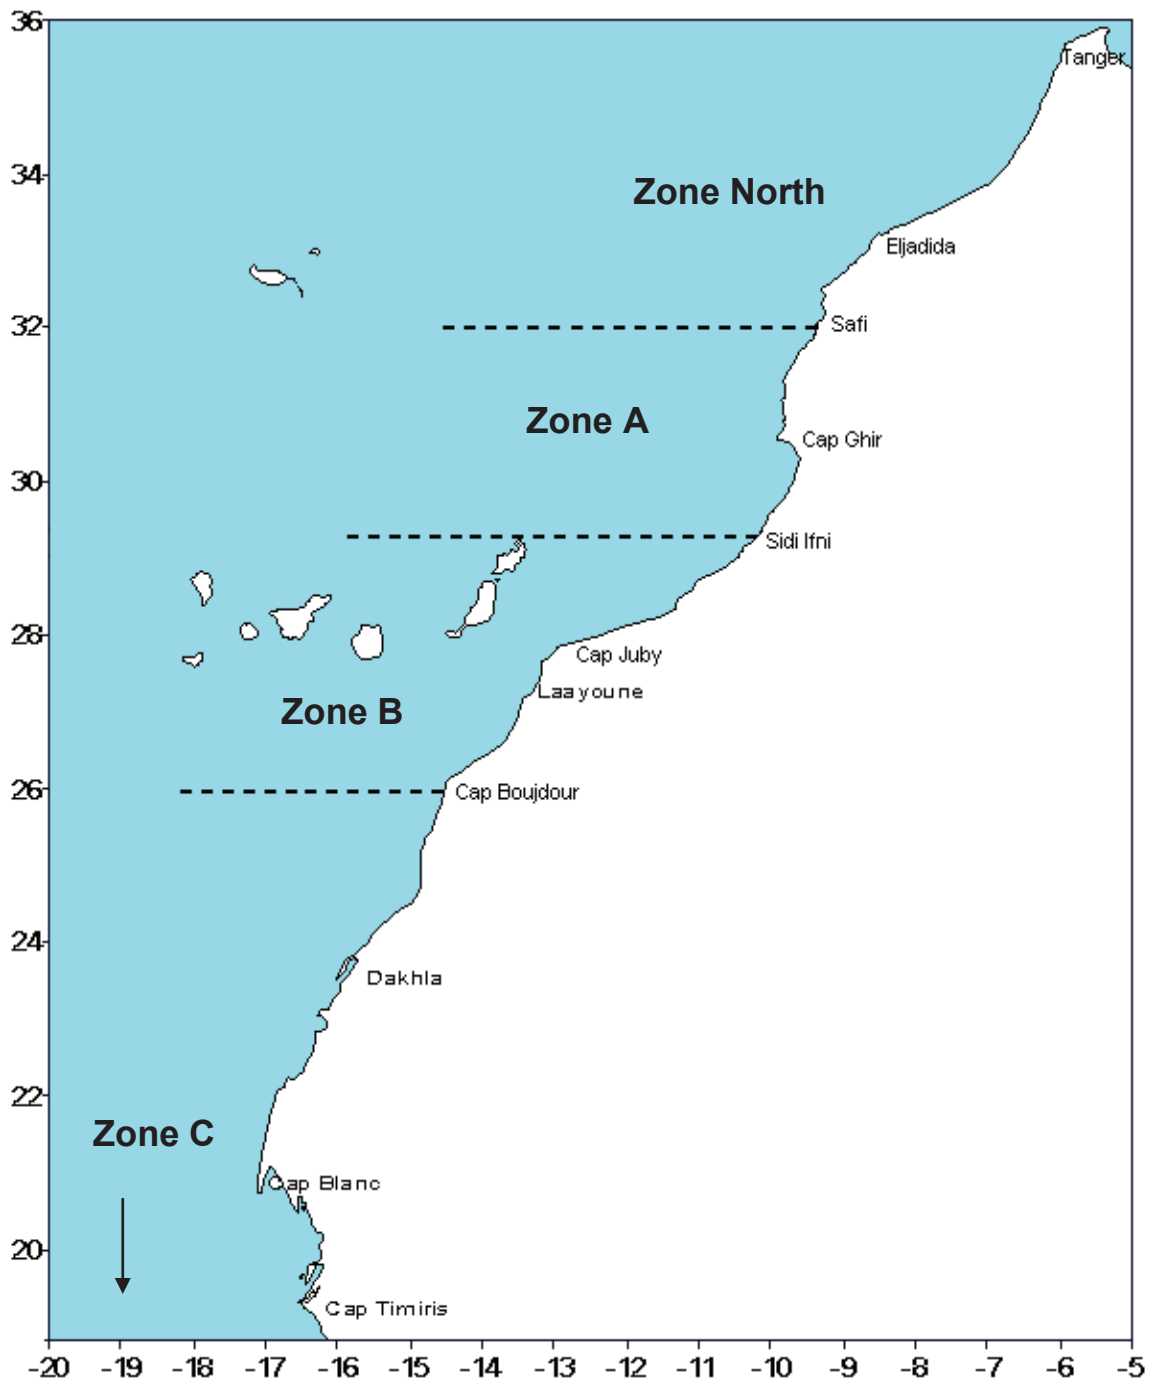 36
Tanger
34
Zone North
Eljadida
32
Safi
Zone A
Cap Ghir
30
Sidi Ifni
28
Cap Juby
Laayoune
Zone B
26
Cap Boujdour
24
Dakhla
22
Zone C
Cap Blanc
20
Cap Timiris
-20 -19 -18 -17 -16 -14 -13 -12 -11 -10 -9 -8 -7 -6 -5